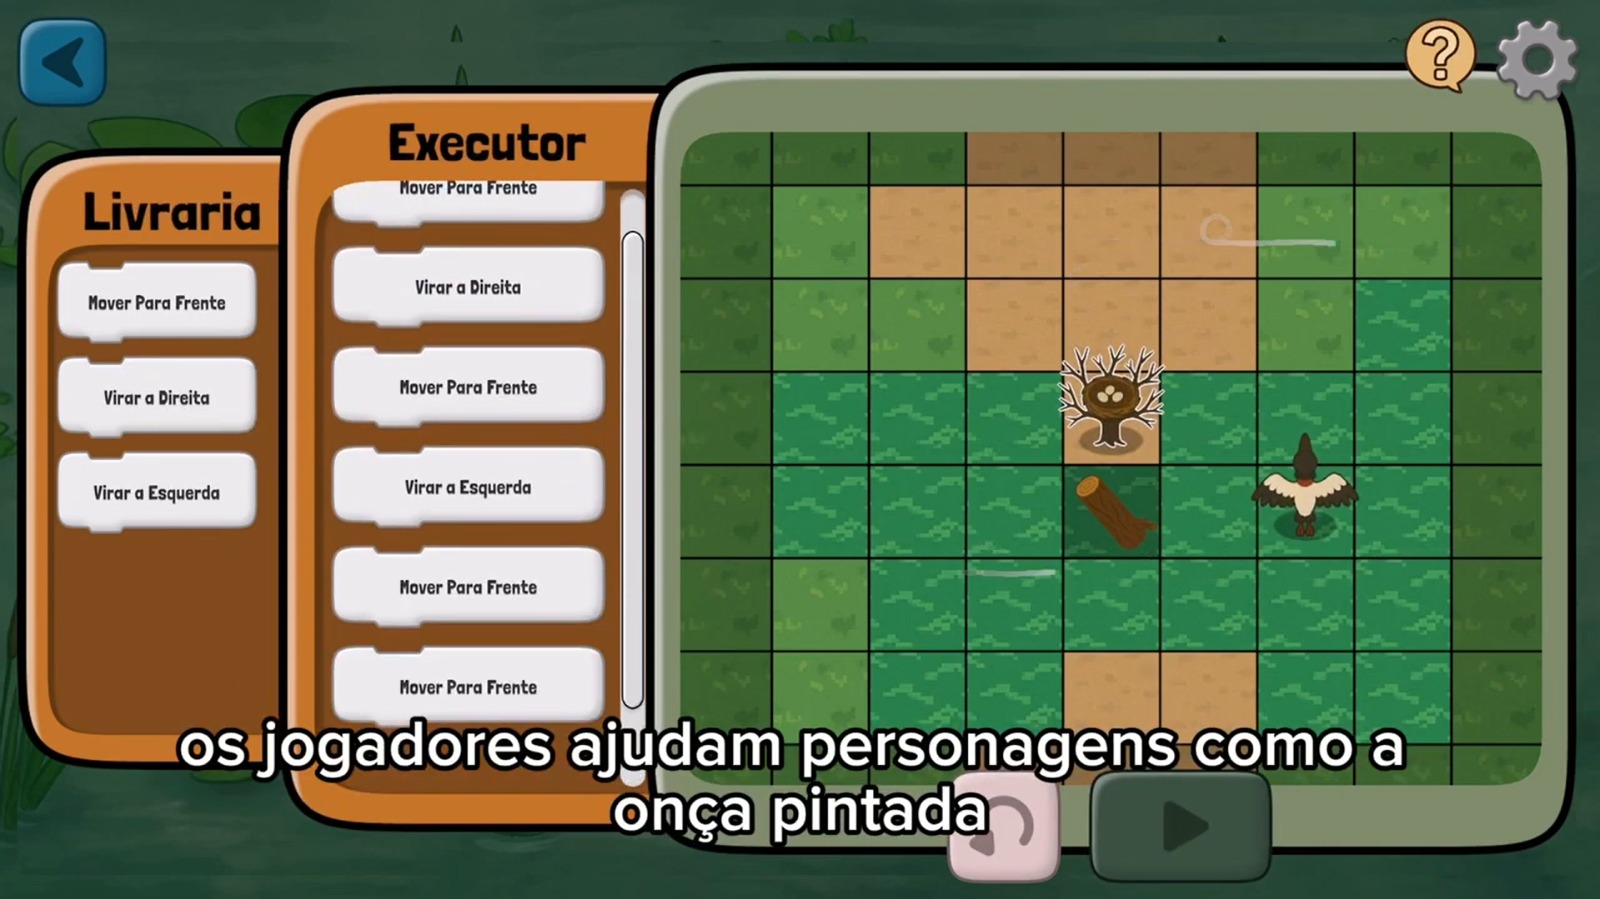 Livraria
Mover Para Frente
Virar a Direita
Virar a Esquerda
Executor
Mover Para Frente
Virar a Direita
Mover Para Frente
Virar a Esquerda
Mover Para Frente
Mover Para Frente
?
os jogadores ajudam personagens como a
onça pintada